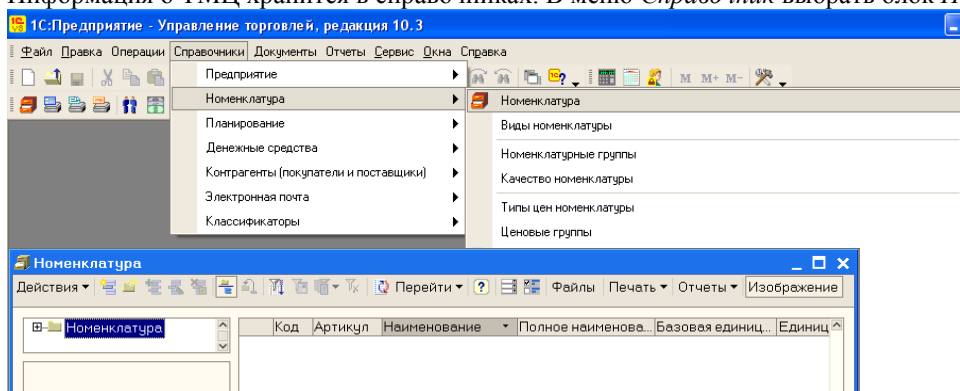 Информация о ТМЦ хранится в справочниках. В меню выбрать блок
1С:Предприятие - Управление торговлей, редакция 10.3
Файл Правка Операции Справочники Документы Отчеты Сервис Окна Справка
M M+ M-
Предприятие
Номенклатура
Планирование
Денежные средства
Контрагенты (покупатели и поставщики)
Электронная почта
Классификаторы
Номенклатура
Виды номенклатуры
Номенклатурные группы
Качество номенклатуры
Типы цен номенклатуры
Ценовые группы
Номенклатура
Действия Перейти ? Файлы Печать Отчеты Изображение
Номенклатура
Код Артикул Наименование Полное наименова... Базовая единиц... Единиц